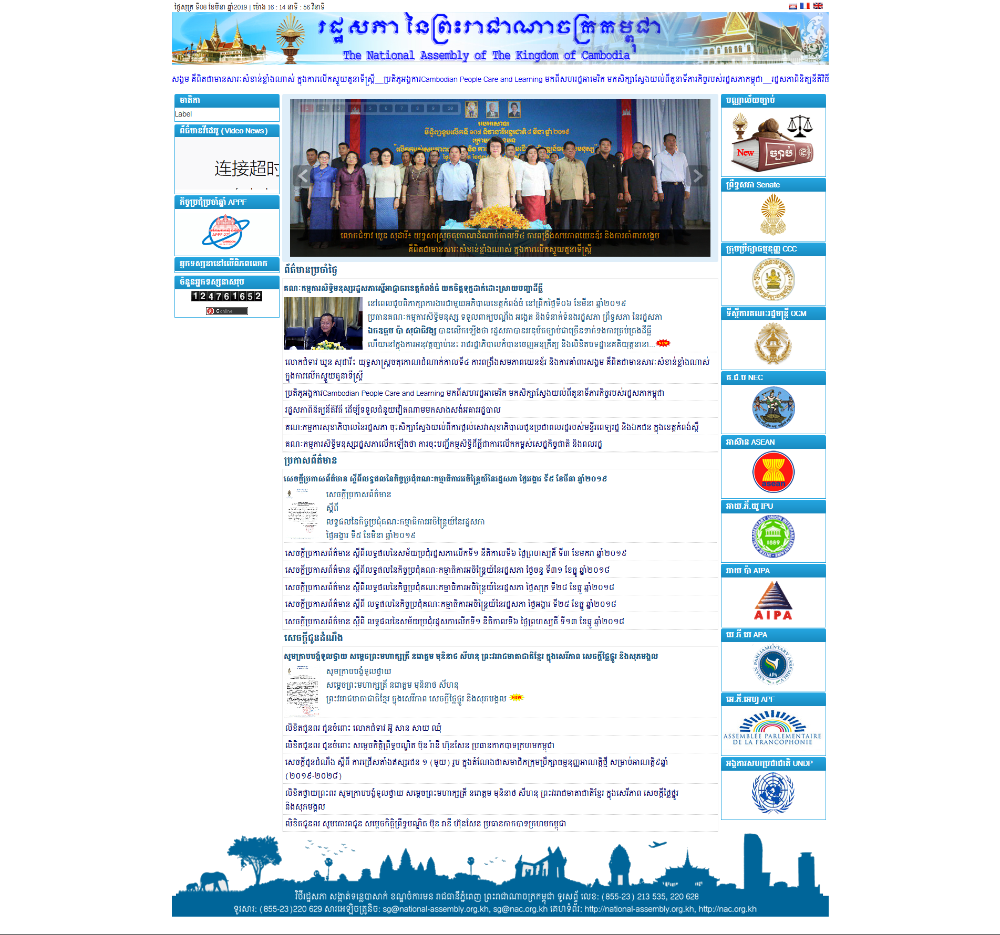 ថ្ងៃសុក្រ ទី08 ខែមីនា ឆ្នាំ2019 | ម៉ោង 16 : 14 នាទី : 56 វិនាទី
រដ្ឋសភា នៃព្រះរាជាណាចក្រកម្ពុជា
The National Assembly of The Kingdom of Cambodia
សង្គម គឺពិតជាមានសារៈសំខាន់ខ្លាំងណាស់ ក្នុងការលើកស្ទួយតួនាទីស្ត្រី__ប្រតិភូអង្គការCambodian People Care and Learning មកពីសហរដ្ឋអាមេរិក មកសិក្សាស្វែងយល់ពីតួនាទីភារកិច្ចរបស់រដ្ឋសភាកម្ពុជា__រដ្ឋសភាពិនិត្យនីតិវិធី
មាតិកា
Label
ព័ត៌មានវីដេអូ (Video News)
连接超时
កិច្ចប្រជុំប្រចាំឆ្នាំ APPF
APPF-27
CAMBODIA
អ្នកទស្សនានៅលើពិភពលោក
ចំនួនអ្នកទស្សនាសរុប
124761652
6 online
1 2 3 4 5 6 7 8 9 10
អបអរសាទរ
មីទ្ទិញខួបលើកទី ១០៨ ទិវានារីអន្តរជាតិ ៨ មីនា ឆ្នាំ ២០១៩
លោកជំទាវ ឃួន សុដារី៖ យុទ្ធសាស្ត្រចតុកោណដំណាក់កាលទី៤ ការពង្រឹងសមភាពយេនឌ័រ និងការគាំពារសង្គម
គឺពិតជាមានសារៈសំខាន់ខ្លាំងណាស់ ក្នុងការលើកស្ទួយតួនាទីស្ត្រី
ព័ត៌មានប្រចាំថ្ងៃ
គណៈកម្មការសិទ្ធិមនុស្សរដ្ឋសភាស្នើអាជ្ញាធរខេត្តកំពង់ធំ យកចិត្តទុកដាក់ដោះស្រាយបញ្ហាដីធ្លី
នៅពេលជួបពិភាក្សាការងារជាមួយអភិបាលខេត្តកំពង់ធំ នៅព្រឹកថ្ងៃទី០៦ ខែមីនា ឆ្នាំ២០១៩
ប្រធានគណៈកម្មការសិទ្ធិមនុស្ស ទទួលពាក្យបណ្តឹង អង្កេត និងទំនាក់ទំនងរដ្ឋសភា ព្រឹទ្ធសភា នៃរដ្ឋសភា
ឯកឧត្តម ប៉ា សុជាតិវង្ស បានលើកឡើងថា រដ្ឋសភាបានអនុម័តច្បាប់ជាច្រើនទាក់ទងការគ្រប់គ្រងដីធ្លី
ហើយនៅក្នុងការអនុវត្តច្បាប់នេះ រាជរដ្ឋាភិបាលក៏បានចេញអនុក្រឹត្យ និងលិខិតបទដ្ឋានគតិយុត្តនានា...NEW
លោកជំទាវ ឃួន សុដារី៖ យុទ្ធសាស្ត្រចតុកោណដំណាក់កាលទី៤ ការពង្រឹងសមភាពយេនឌ័រ និងការគាំពារសង្គម គឺពិតជាមានសារៈសំខាន់ខ្លាំងណាស់
ក្នុងការលើកស្ទួយតួនាទីស្ត្រី
ប្រតិភូអង្គការCambodian People Care and Learning មកពីសហរដ្ឋអាមេរិក មកសិក្សាស្វែងយល់ពីតួនាទីភារកិច្ចរបស់រដ្ឋសភាកម្ពុជា
រដ្ឋសភាពិនិត្យនីតិវិធី ដើម្បីទទួលជំនួយវៀតណាមមកសាងសង់អគាររដ្ឋបាល
គណៈកម្មការសុខាភិបាលនៃរដ្ឋសភា ចុះសិក្សាស្វែងយល់ពីការផ្តល់សេវាសុខាភិបាលជូនប្រជាពលរដ្ឋរបស់មន្ទីរពេទ្យរដ្ឋ និងឯកជន ក្នុងខេត្តកំពង់ស្ពឺ
គណៈកម្មការសិទ្ធិមនុស្សរដ្ឋសភាលើកឡើងថា ការចុះបញ្ជីកម្មសិទ្ធិដីធ្លីជាការលើកកម្ពស់សេដ្ឋកិច្ចជាតិ និងពលរដ្ឋ
ប្រកាសព័ត៌មាន
សេចក្តីប្រកាសព័ត៌មាន ស្តីពីលទ្ធផលនៃកិច្ចប្រជុំគណៈកម្មាធិការអចិន្ត្រៃយ៍នៃរដ្ឋសភា ថ្ងៃអង្គារ ទី៥ ខែមីនា ឆ្នាំ២០១៩
សេចក្តីប្រកាសព័ត៌មាន
ស្តីពី
លទ្ធផលនៃកិច្ចប្រជុំគណៈកម្មាធិការអចិន្ត្រៃយ៍នៃរដ្ឋសភា
ថ្ងៃអង្គារ ទី៥ ខែមីនា ឆ្នាំ២០១៩
សេចក្តីប្រកាសព័ត៌មាន ស្តីពីលទ្ធផលនៃសម័យប្រជុំរដ្ឋសភាលើកទី១ នីតិកាលទី៦ ថ្ងៃព្រហស្បតិ៍ ទី៣ ខែមករា ឆ្នាំ២០១៩
សេចក្តីប្រកាសព័ត៌មាន ស្តីពីលទ្ធផលនៃកិច្ចប្រជុំគណៈកម្មាធិការអចិន្ត្រៃយ៍នៃរដ្ឋសភា ថ្ងៃចន្ទ ទី៣១ ខែធ្នូ ឆ្នាំ២០១៨
សេចក្តីប្រកាសព័ត៌មាន ស្តីពីលទ្ធផលនៃកិច្ចប្រជុំគណៈកម្មាធិការអចិន្ត្រៃយ៍នៃរដ្ឋសភា ថ្ងៃសុក្រ ទី២៨ ខែធ្នូ ឆ្នាំ២០១៨
សេចក្តីប្រកាសព័ត៌មាន ស្តីពី លទ្ធផលនៃកិច្ចប្រជុំគណៈកម្មាធិការអចិន្ត្រៃយ៍នៃរដ្ឋសភា ថ្ងៃអង្គារ ទី២៥ ខែធ្នូ ឆ្នាំ២០១៨
សេចក្តីប្រកាសព័ត៌មាន ស្តីពី លទ្ធផលនៃសម័យប្រជុំរដ្ឋសភាលើកទី១ នីតិកាលទី៦ ថ្ងៃព្រហស្បតិ៍ ទី១៣ ខែធ្នូ ឆ្នាំ២០១៨
សេចក្តីជូនដំណឹង
សូមក្រាបបង្គំទូលថ្វាយ សម្តេចព្រះមហាក្សត្រី នរោត្តម មុនិនាថ សីហនុ ព្រះវររាជមាតាជាតិខ្មែរ ក្នុងសេរីភាព សេចក្តីថ្លៃថ្នូរ និងសុភមង្គល
សូមក្រាបបង្គំទូលថ្វាយ
សម្តេចព្រះមហាក្សត្រី នរោត្តម មុនិនាថ សីហនុ
ព្រះវររាជមាតាជាតិខ្មែរ ក្នុងសេរីភាព សេចក្តីថ្លៃថ្នូរ និងសុភមង្គល NEW
លិខិតជូនពរ ជូនចំពោះ លោកជំទាវ អ៊ូ សាន សាយ ឈុំ
លិខិតជូនពរ ជូនចំពោះ សម្តេចកិត្តិព្រឹទ្ធបណ្ឌិត ប៊ុន រ៉ានី ហ៊ុនសែន ប្រធានកាកបាទក្រហមកម្ពុជា
សេចក្តីជូនដំណឹង ស្តីពី ការជ្រើសតាំងឥស្សរជន ១ (មួយ) រូប ក្នុងតំណែងជាសមាជិកក្រុមប្រឹក្សាធម្មនុញ្ញអាណត្តិថ្មី សម្រាប់អាណត្តិ៩ឆ្នាំ
(២០១៩-២០២៨)
លិខិតថ្វាយព្រះពរ សូមក្រាបបង្គំទូលថ្វាយ សម្តេចព្រះមហាក្សត្រី នរោត្តម មុនិនាថ សីហនុ ព្រះវររាជមាតាជាតិខ្មែរ ក្នុងសេរីភាព សេចក្តីថ្លៃថ្នូរ
និងសុភមង្គល
លិខិតជូនពរ សូមគោរពជូន សម្តេចកិត្តិព្រឹទ្ធបណ្ឌិត ប៊ុន រានី ហ៊ុនសែន ប្រធានកាកបាទក្រហមកម្ពុជា
បណ្ណាល័យច្បាប់
New
ច្បាប់
ព្រឹទ្ធសភា Senate
ក្រុមប្រឹក្សាធម្មនុញ្ញ CCC
ទីស្តីការគណៈរដ្ឋមន្ត្រី OCM
គ.ជ.ប NEC
អាស៊ាន ASEAN
asean
អាយ.ភី.យូ IPU
1889
អាយ.ប៉ា AIPA
AIPA
អេ.ភី.អេ APA
ASIAN PARLIAMENTARY ASSEMBLY
APA
អេ.ភី.អេហ្វ APF
ASSEMBLÉE PARLEMENTAIRE
DE LA FRANCOPHONIE
អង្គការសហប្រជាជាតិ UNDP
វិថីរដ្ឋសភា សង្កាត់ទន្លេបាសាក់ ខណ្ឌចំការមន រាជធានីភ្នំពេញ ព្រះរាជាណាចក្រកម្ពុជា ទូរសព្ទ័ លេខ: (855-23) 213 535, 220 628
ទូរសារ: (855-23)220 629 សារអេឡិចត្រូនិច: sg@national-assembly.org.kh, sg@nac.org.kh គេហទំព័រ: http://national-assembly.org.kh, http://nac.org.kh